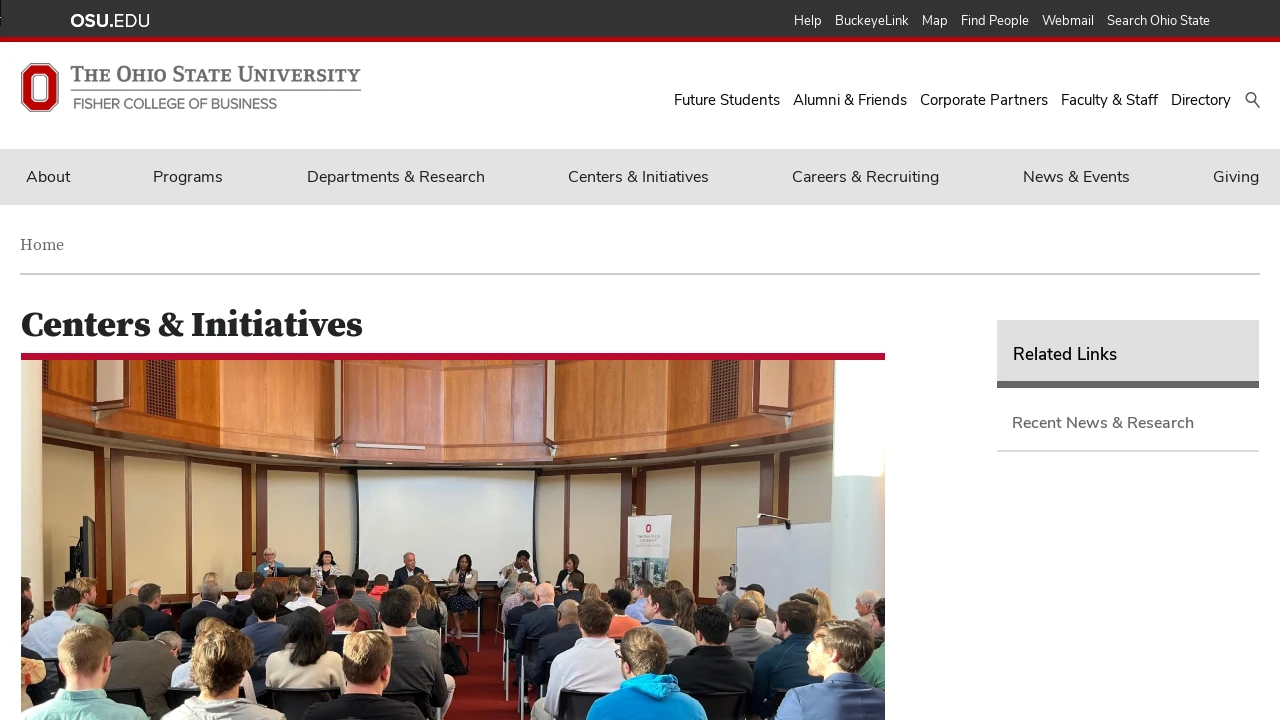 OSU.EDU
Help BuckeyeLink Map Find People Webmail Search Ohio State
THE OHIO STATE UNIVERSITY
FISHER COLLEGE OF BUSINESS
Future Students Alumni & Friends Corporate Partners Faculty & Staff Directory
About Programs Departments & Research Centers & Initiatives Careers & Recruiting News & Events Giving
Home
Centers & Initiatives
Related Links
Recent News & Research